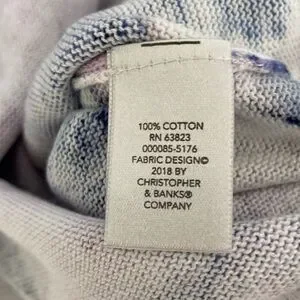 100% COTTON
RN 63823
000085-5176
FABRIC DESIGN©
2018 BY
CHRISTOPHER
& BANKS®
COMPANY